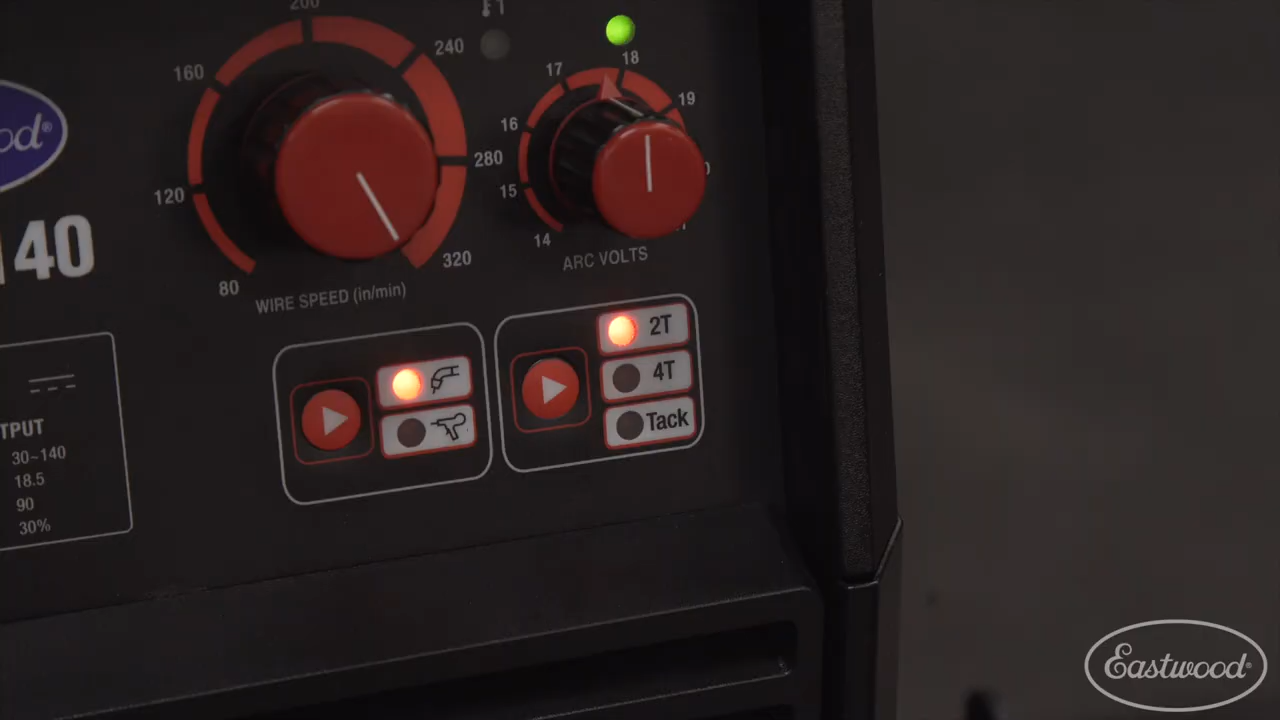 200
240
160
280
120
320
80
WIRE SPEED (in/min)
18
17
19
16
15
14
ARC VOLTS
od®
140
2T
4T
Tack
TPUT
30~140
18.5
90
30%
Eastwood®